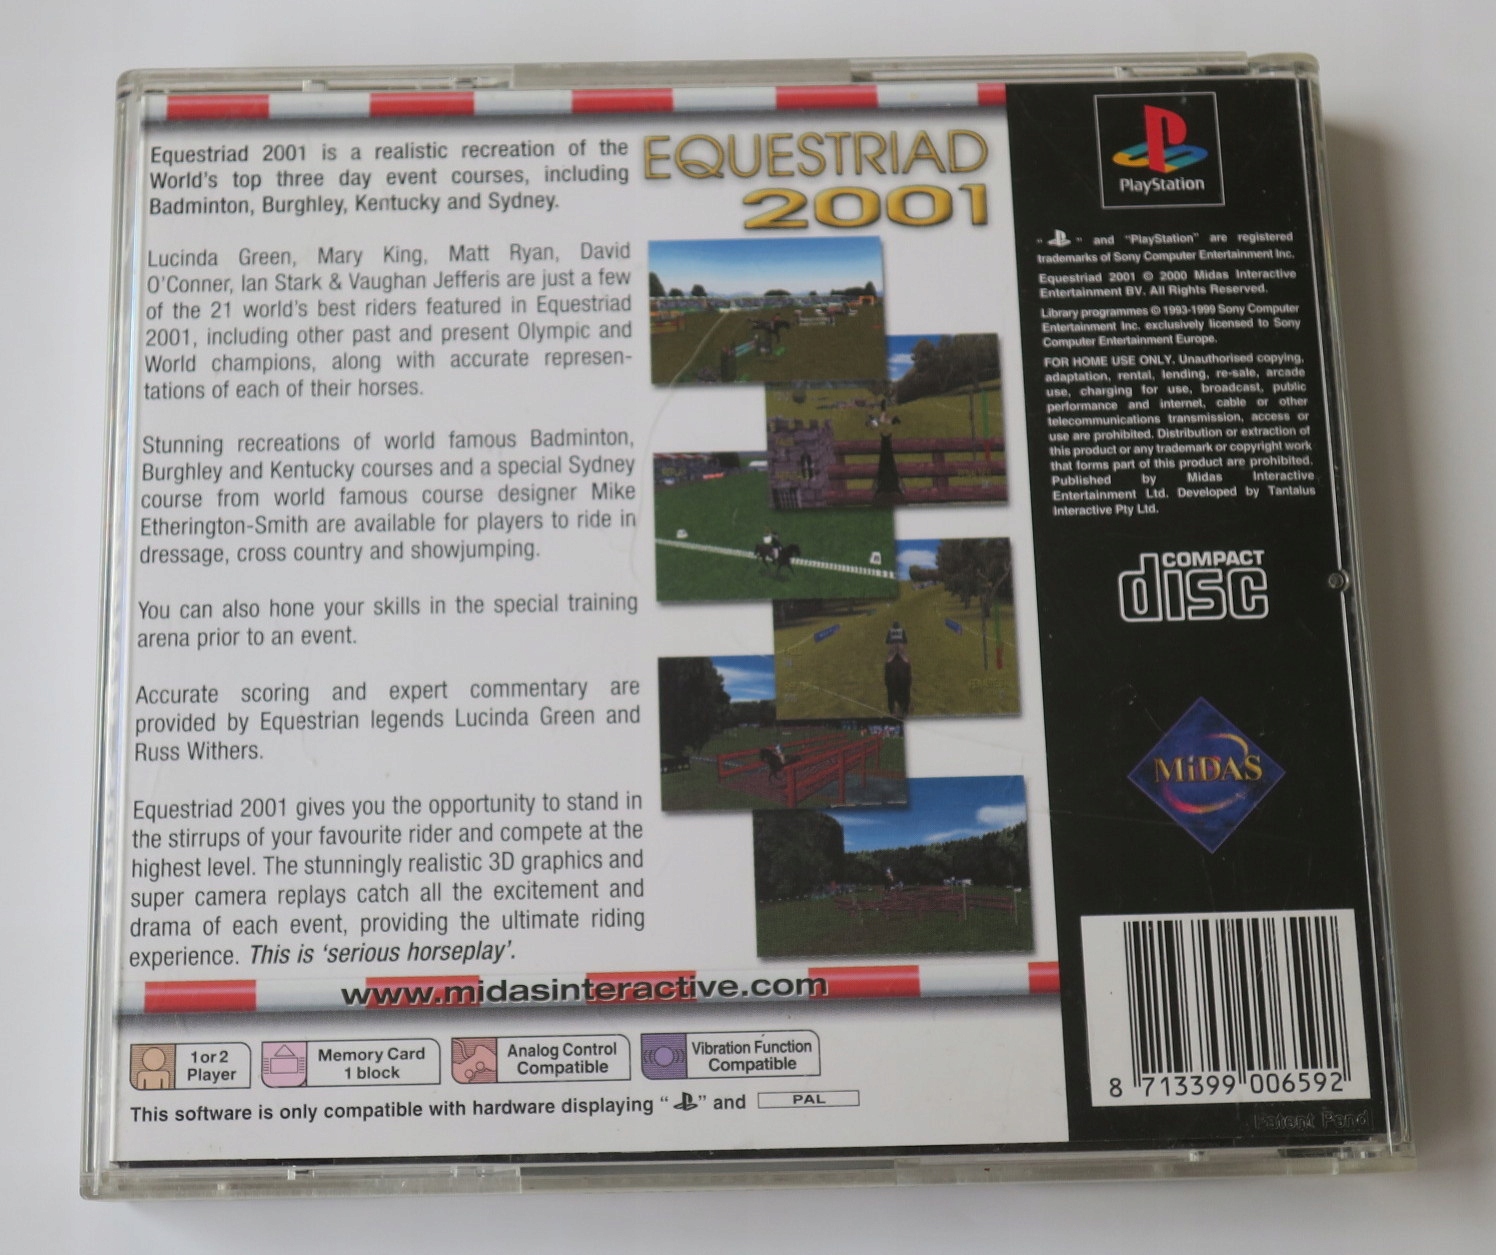 Equestriad 2001 is a realistic recreation of the
World's top three day event courses, including
Badminton, Burghley, Kentucky and Sydney.
Lucinda Green, Mary King, Matt Ryan, David
O'Conner, Ian Stark & Vaughan Jefferis are just a few
of the 21 world's best riders featured in Equestriad
2001, including other past and present Olympic and
World champions, along with accurate represen-
tations of each of their horses.
Stunning recreations of world famous Badminton,
Burghley and Kentucky courses and a special Sydney
course from world famous course designer Mike
Etherington-Smith are available for players to ride in
dressage, cross country and showjumping.
You can also hone your skills in the special training
arena prior to an event.
Accurate scoring and expert commentary are
provided by Equestrian legends Lucinda Green and
Russ Withers.
Equestriad 2001 gives you the opportunity to stand in
the stirrups of your favourite rider and compete at the
highest level. The stunningly realistic 3D graphics and
super camera replays catch all the excitement and
drama of each event, providing the ultimate riding
experience. This is 'serious horseplay'.
EQUESTRIAD
2001
www.midasinteractive.com
1 or 2
Player
Memory Card
1 block
Analog Control
Compatible
Vibration Function
Compatible
This software is only compatible with hardware displaying " " and PAL
PlayStation
" " and "PlayStation" are registered
trademarks of Sony Computer Entertainment Inc.
Equestriad 2001 © 2000 Midas Interactive
Entertainment BV. All Rights Reserved.
Library programmes © 1993-1999 Sony Computer
Entertainment Inc. exclusively licensed to Sony
Computer Entertainment Europe.
FOR HOME USE ONLY. Unauthorised copying,
adaptation, rental, lending, re-sale, arcade
use, charging for use, broadcast, public
performance and internet, cable or other
telecommunications transmission, access or
use are prohibited. Distribution or extraction of
this product or any trademark or copyright work
that forms part of this product are prohibited.
Published by Midas Interactive
Entertainment Ltd. Developed by Tantalus
Interactive Pty Ltd.
COMPACT
disc
MiDAS
8 713399 006592
Patent Pend